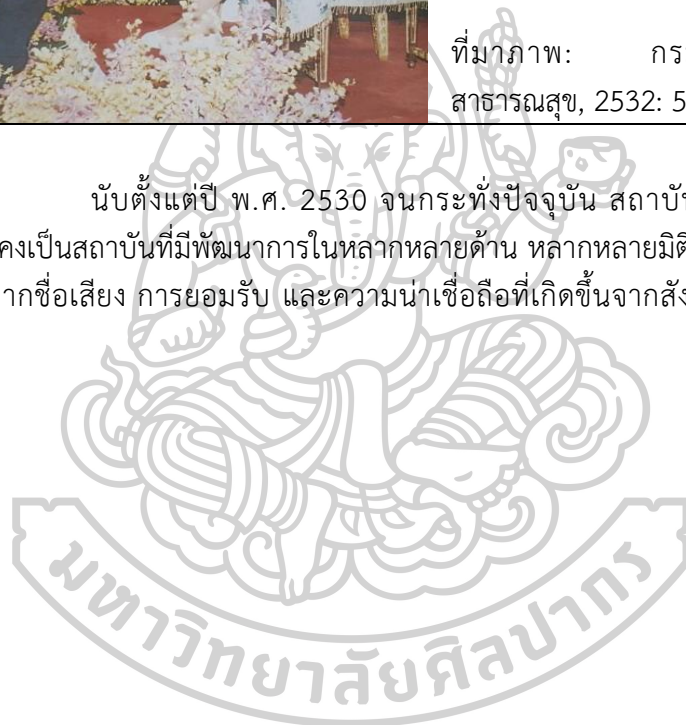 ที่มาภาพ: กร
สาธารณสุข, 2532: 5
นับตั้งแต่ปี พ.ศ. 2530 จนกระทั่งปัจจุบัน สถาบัน
คงเป็นสถาบันที่มีพัฒนาการในหลากหลายด้าน หลากหลายมิติ
ากชื่อเสียง การยอมรับ และความน่าเชื่อถือที่เกิดขึ้นจากสัง
มหาวิทยาลัยศิลปากร